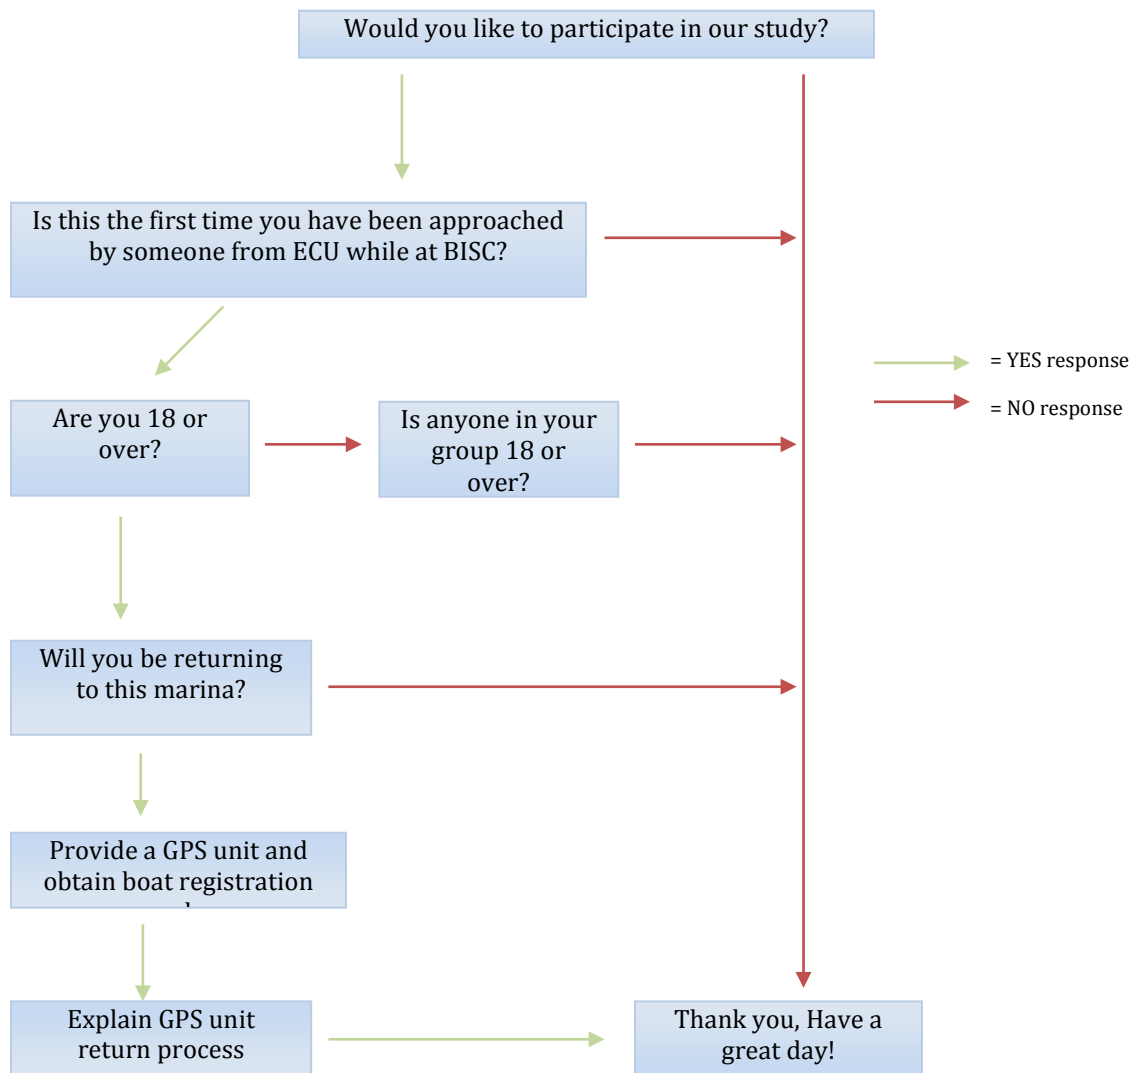 Would you like to participate in our study?
Is this the first time you have been approached
by someone from ECU while at BISC?
= YES response
= NO response
Are you 18 or
over?
Is anyone in your
group 18 or
over?
Will you be returning
to this marina?
Provide a GPS unit and
obtain boat registration
Explain GPS unit
return process
Thank you, Have a
great day!